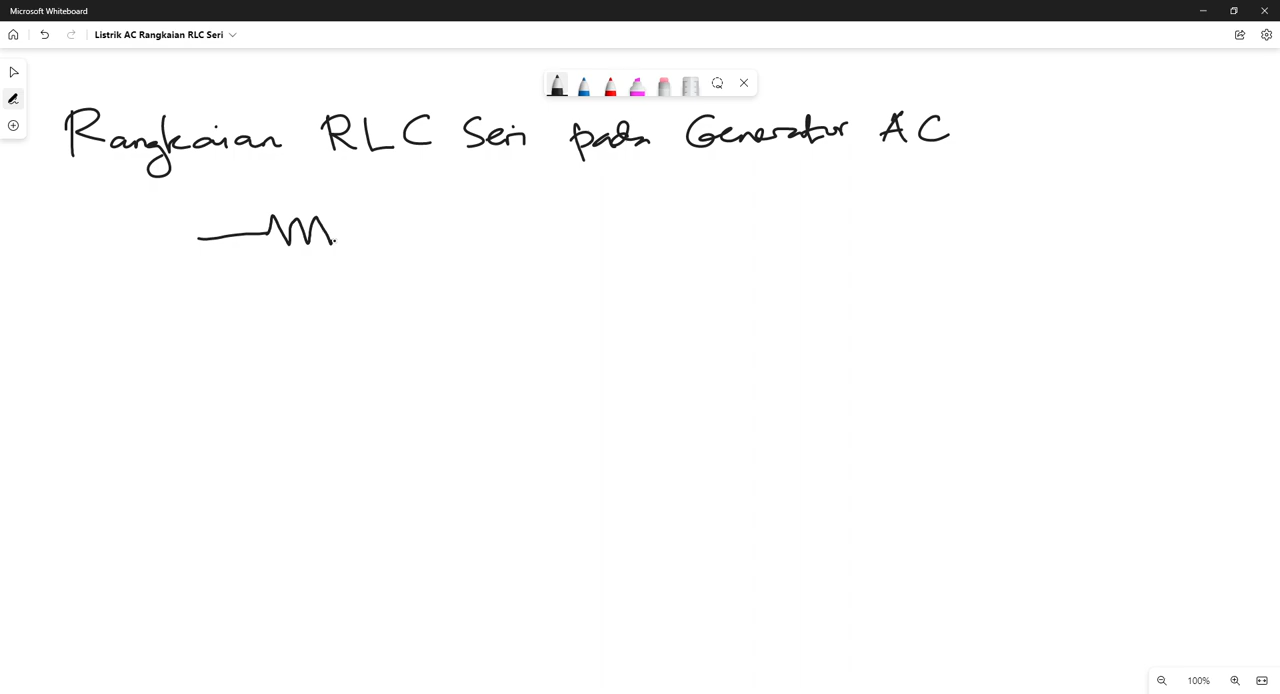 Microsoft Whiteboard
Listrik AC Rangkaian RLC Seri
Rangkaian RLC Seri pada Generator AC
100%